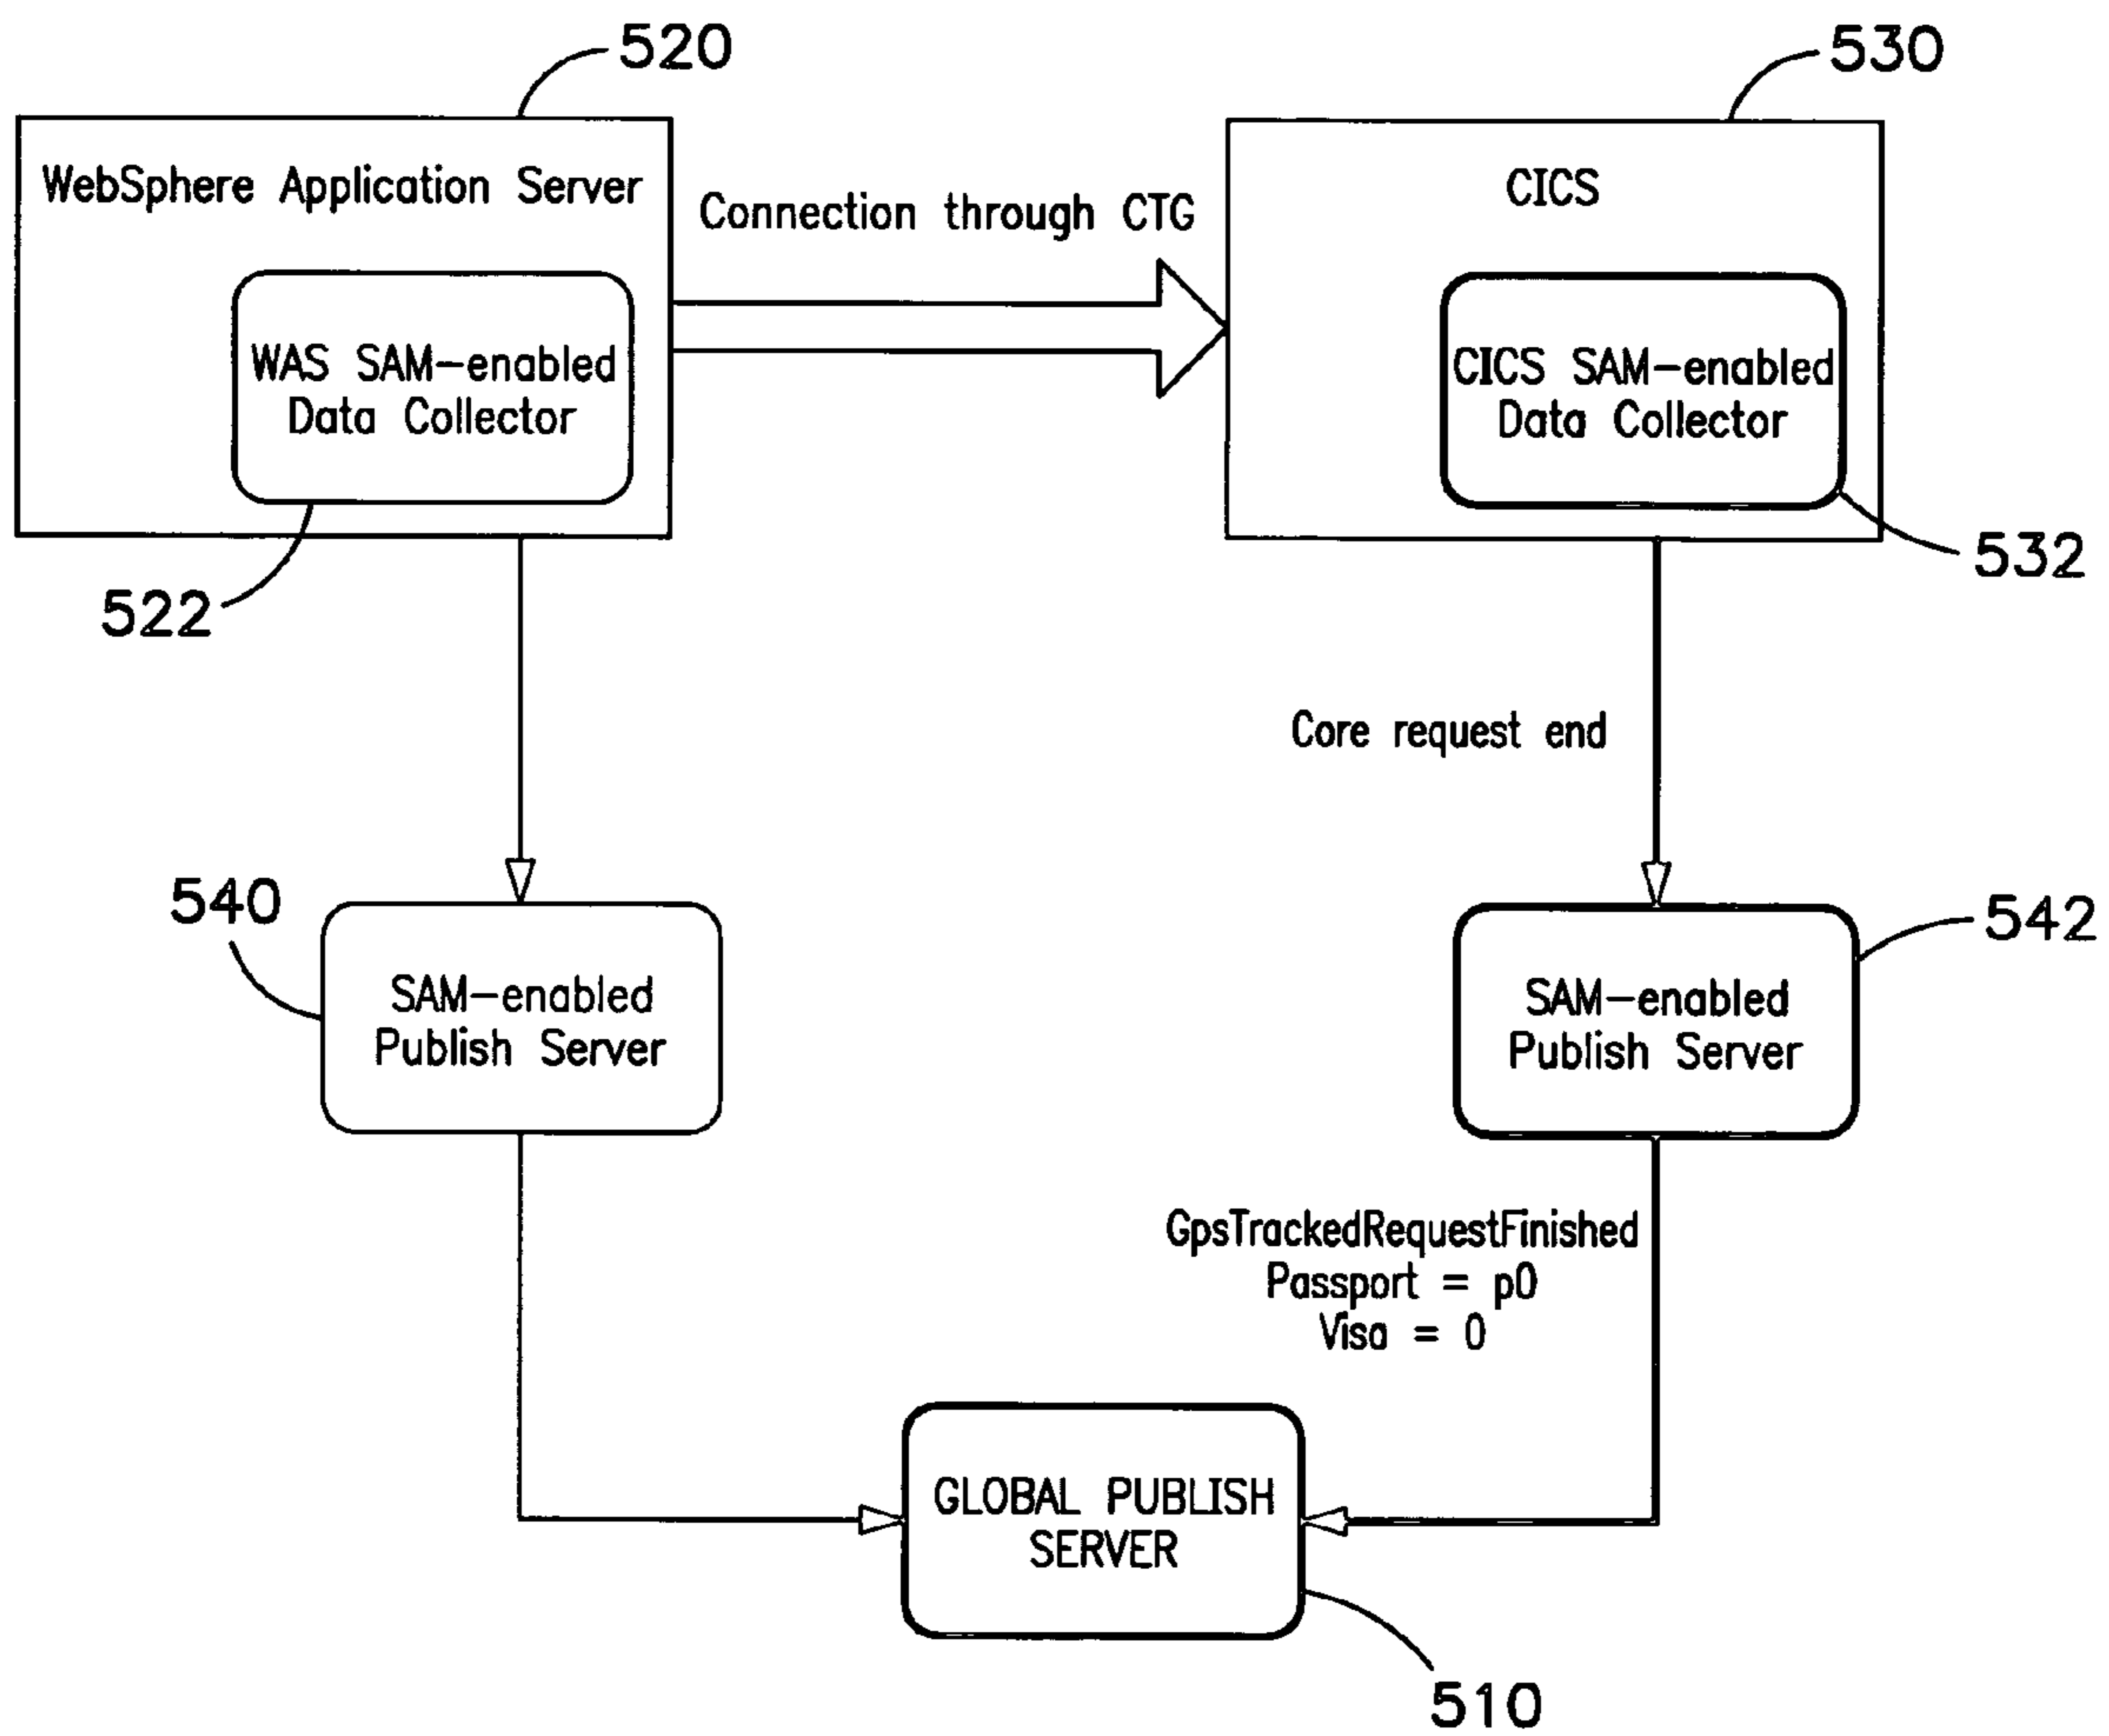 520
530
WebSphere Application Server
CICS
Connection through CTG
WAS SAM-enabled
Data Collector
CICS SAM-enabled
Data Collector
522
532
Core request end
540
542
SAM-enabled
Publish Server
SAM-enabled
Publish Server
GpsTrackedRequestFinished
Passport = p0
Visa = 0
GLOBAL PUBLISH
SERVER
510